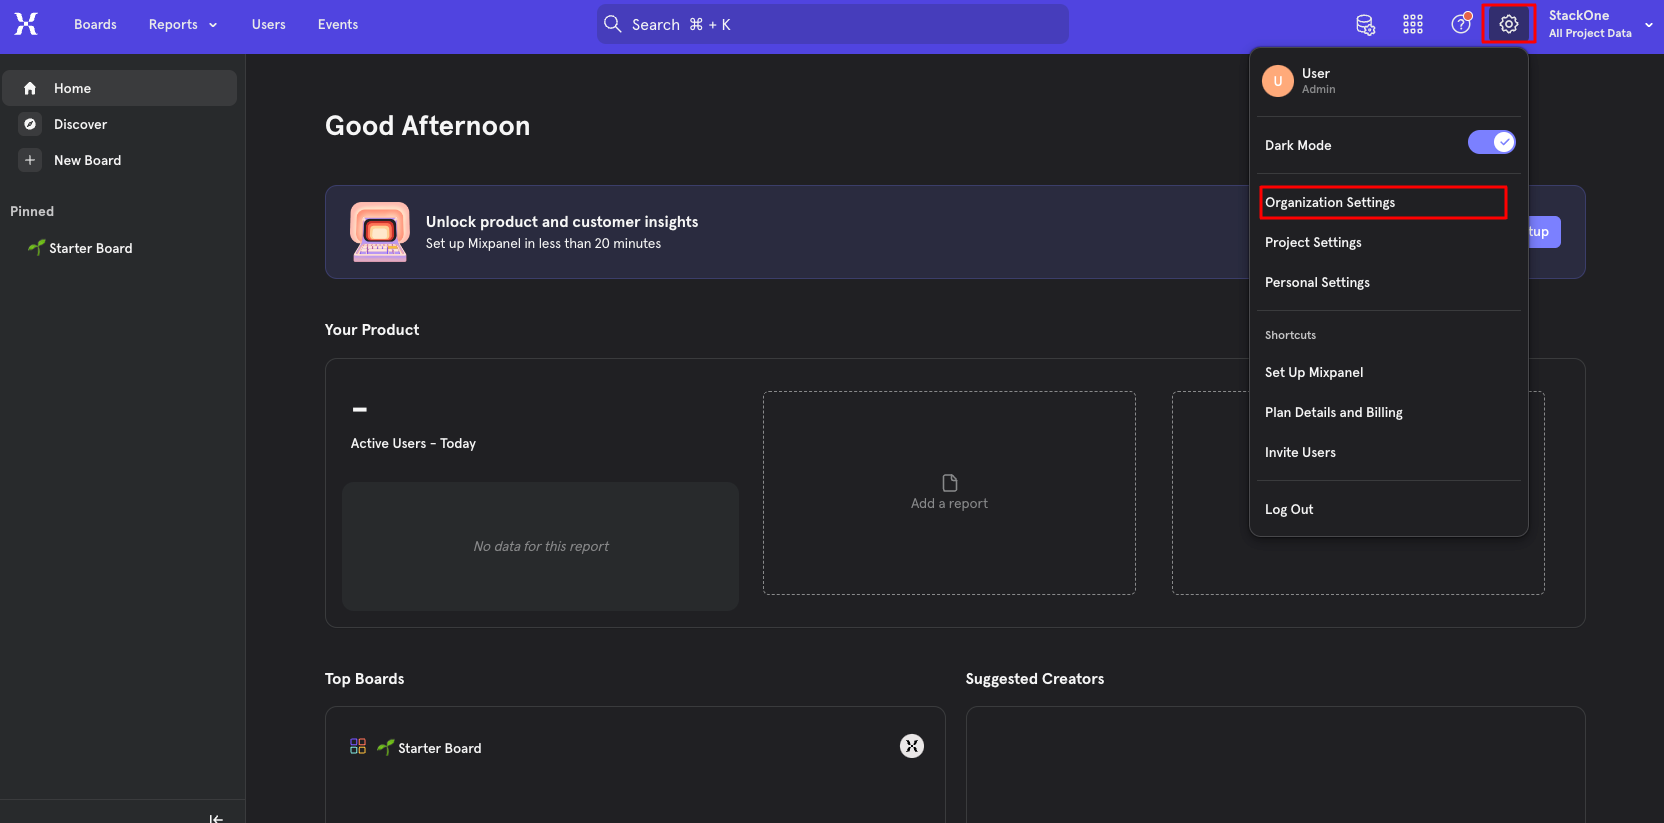 Boards
Reports
Users
Events
Search ⌘ + K
StackOne
All Project Data
Home
Discover
New Board
Pinned
Starter Board
Good Afternoon
Unlock product and customer insights
Set up Mixpanel in less than 20 minutes
tup
U
User
Admin
Dark Mode
Organization Settings
Project Settings
Personal Settings
Shortcuts
Set Up Mixpanel
Plan Details and Billing
Invite Users
Log Out
Your Product
–
Active Users - Today
No data for this report
Add a report
Top Boards
Suggested Creators
Starter Board